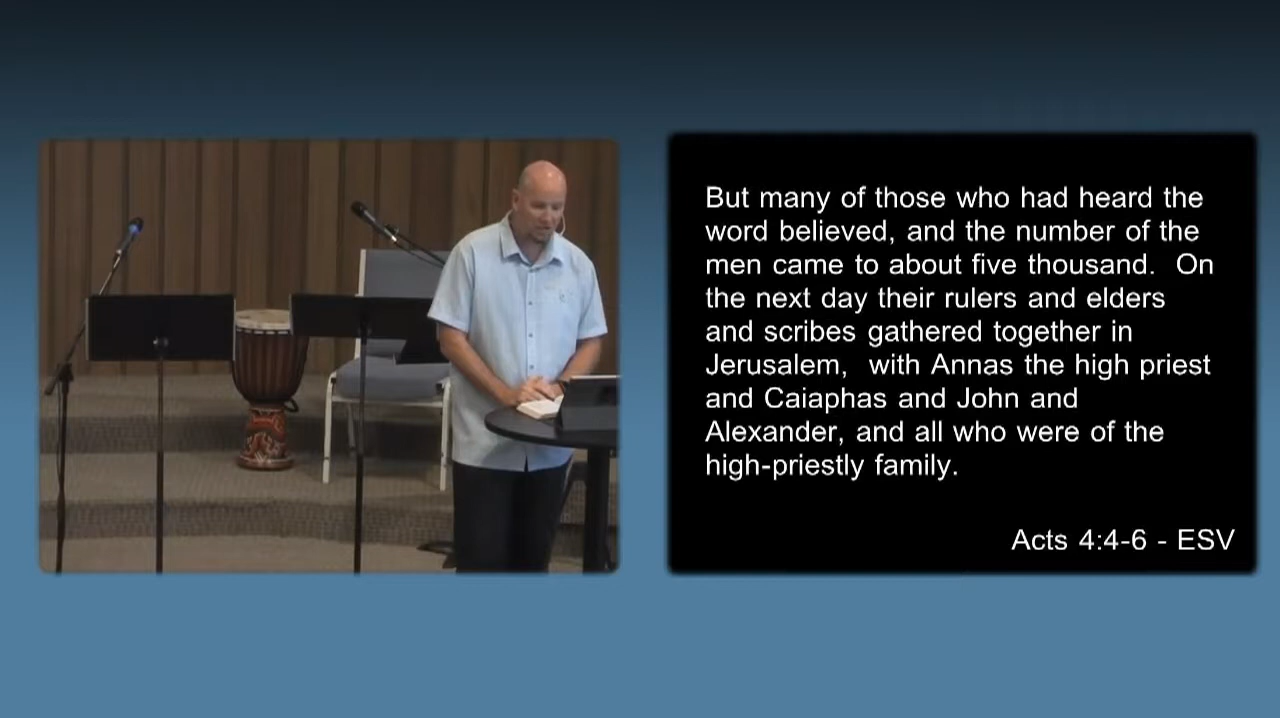 But many of those who had heard the
word believed, and the number of the
men came to about five thousand.  On
the next day their rulers and elders
and scribes gathered together in
Jerusalem,  with Annas the high priest
and Caiaphas and John and
Alexander, and all who were of the
high-priestly family.
Acts 4:4-6 - ESV